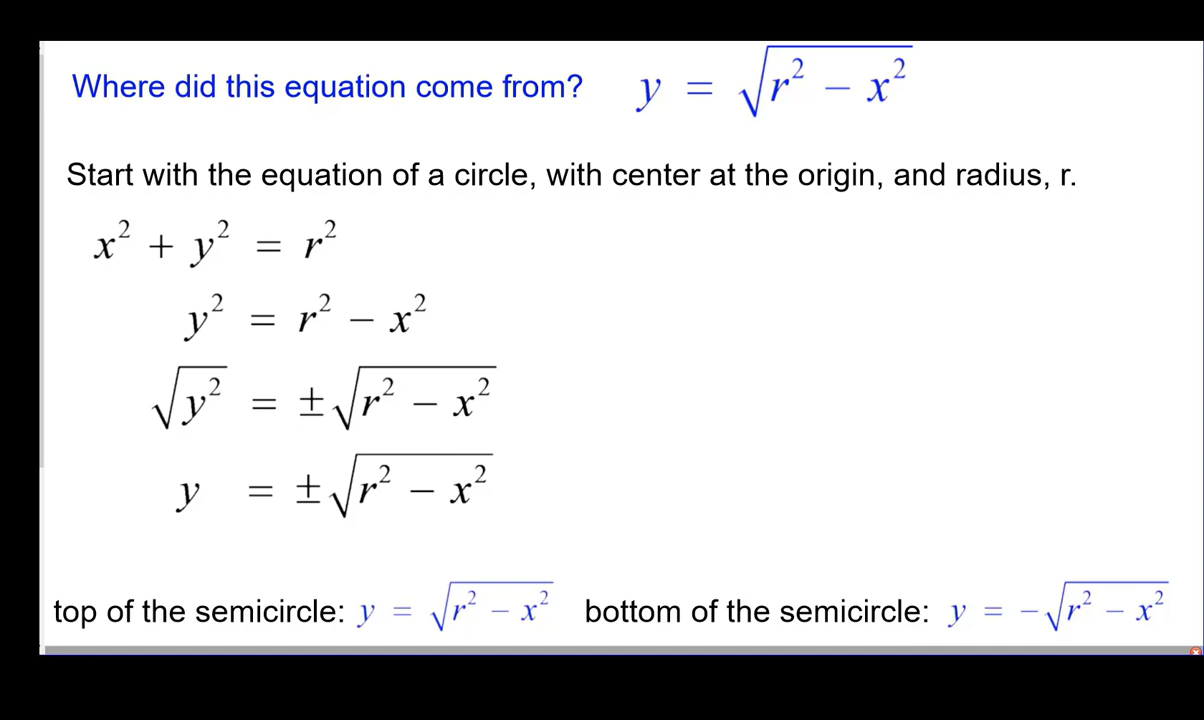 Where did this equation come from? y = √(r² − x²)
Start with the equation of a circle, with center at the origin, and radius, r.
x² + y² = r²
y² = r² − x²
√(y²) = ±√(r² − x²)
y = ±√(r² − x²)
top of the semicircle: y = √(r² − x²) bottom of the semicircle: y = −√(r² − x²)